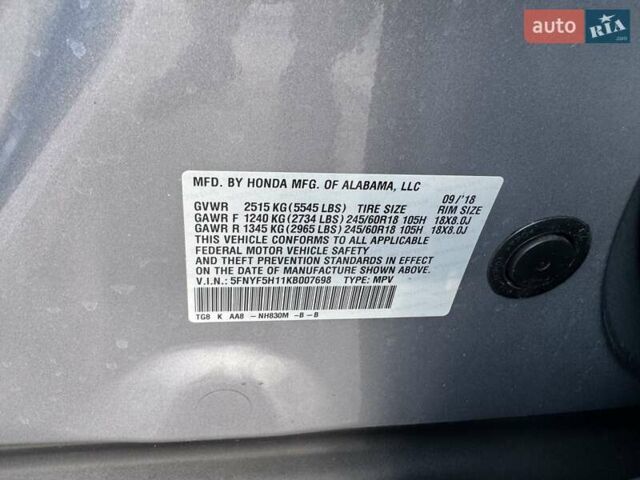 auto RIA .com
MFD. BY HONDA MFG. OF ALABAMA, LLC 09/'18
GVWR 2515 KG (5545 LBS) TIRE SIZE RIM SIZE
GAWR F 1240 KG (2734 LBS) 245/60R18 105H 18X8.0J
GAWR R 1345 KG (2965 LBS) 245/60R18 105H 18X8.0J
THIS VEHICLE CONFORMS TO ALL APPLICABLE
FEDERAL MOTOR VEHICLE SAFETY
AND THEFT PREVENTION STANDARDS IN EFFECT
ON THE DATE OF MANUFACTURE SHOWN ABOVE.
V.I.N.: 5FNYF5H11KB007698 TYPE: MPV
TG8 K AA8 -NH830M -B-B